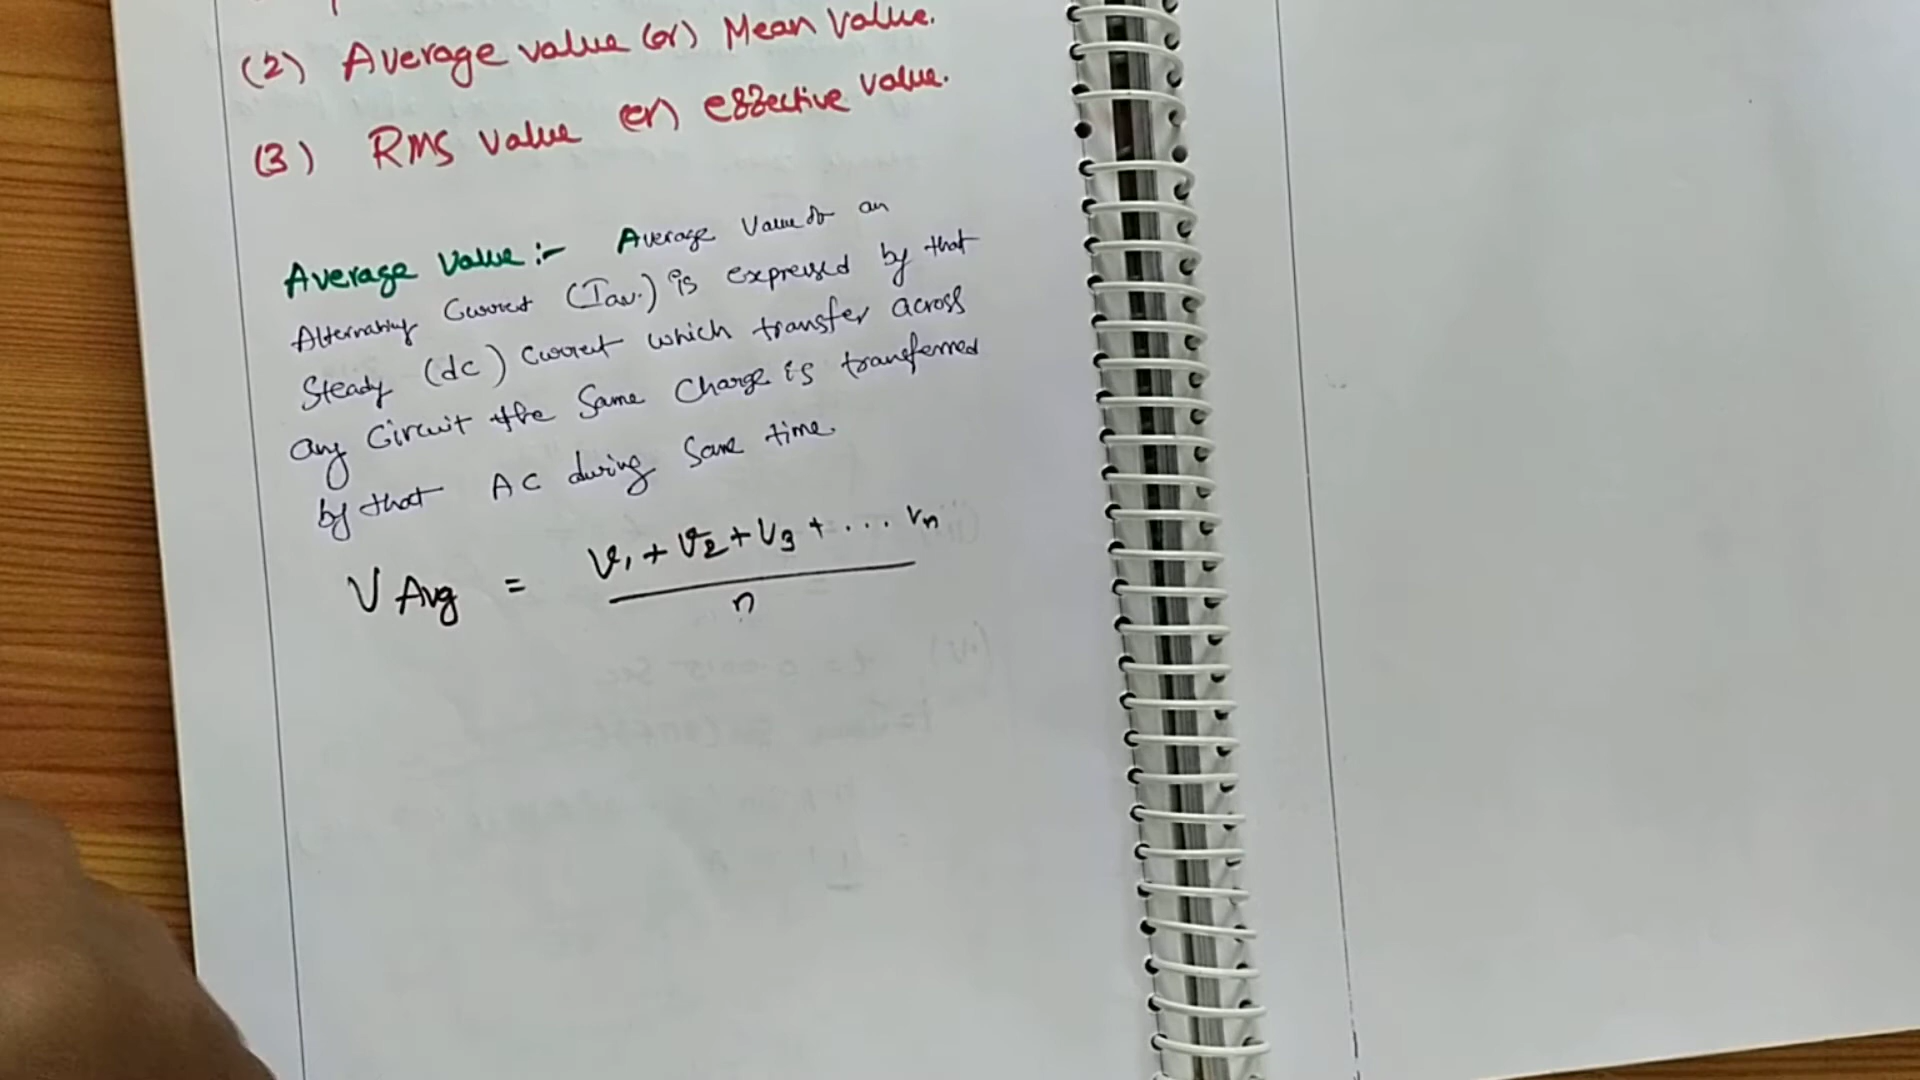 (2) Average value (or) Mean Value.
(3) RMS value (or) effective value.
Average Value :- Average Value of an
Alternating Current (Iav.) is expressed by that
Steady (dc) current which transfer across
any Circuit the Same Charge is transferred
by that AC during Same time.
V Avg = v1 + v2 + v3 + ... vn
n